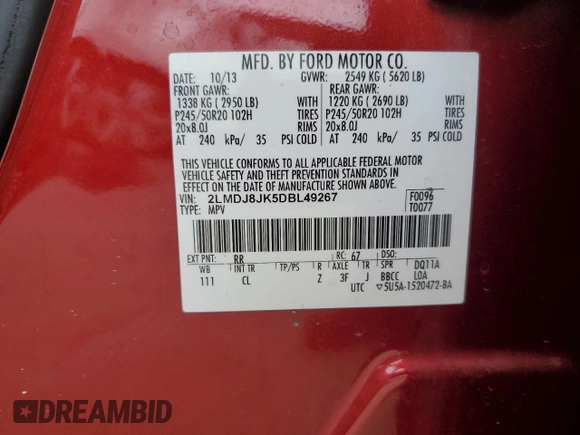 MFD. BY FORD MOTOR CO.
DATE: 10/13 GVWR: 2549 KG ( 5620 LB)
FRONT GAWR: REAR GAWR:
1338 KG ( 2950 LB) WITH 1220 KG ( 2690 LB) WITH
P245/50R20 102H TIRES P245/50R20 102H TIRES
20x8.0J RIMS 20x8.0J RIMS
AT 240 kPa/ 35 PSI COLD AT 240 kPa/ 35 PSI COLD
THIS VEHICLE CONFORMS TO ALL APPLICABLE FEDERAL MOTOR
VEHICLE SAFETY AND THEFT PREVENTION STANDARDS IN
EFFECT ON THE DATE OF MANUFACTURE SHOWN ABOVE.
VIN: 2LMDJ8JK5DBL49267 F0096
TYPE: MPV T0077
EXT PNT: RR RC: 67 DSO:
WB INT TR TP/PS R AXLE TR SPR DQ11A
111 CL Z 3F J BBCC LOA
UTC ▽5U5A-1520472-BA
DREAMBID